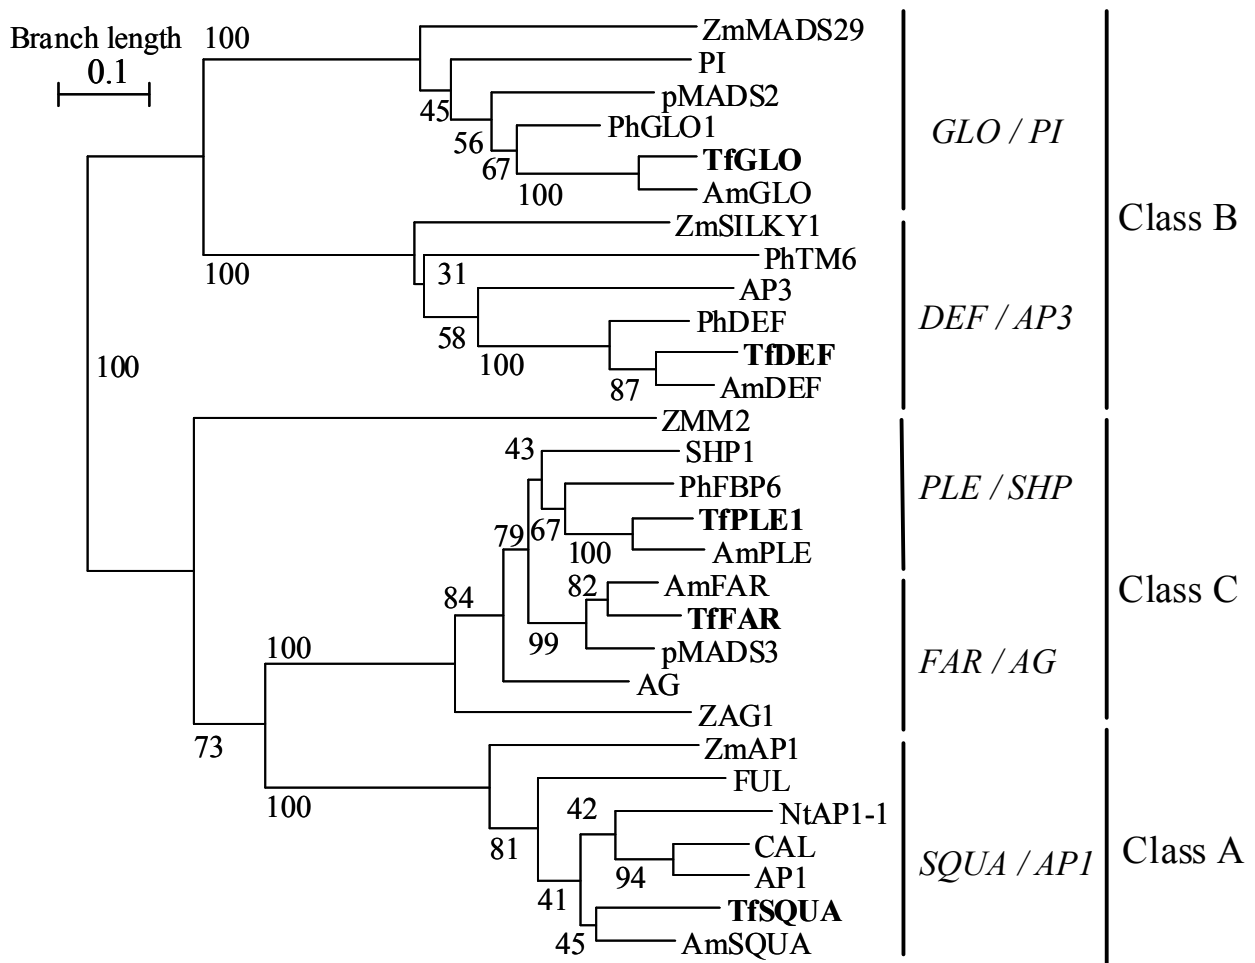 Branch length
0.1
100
ZmMADS29
PI
45
pMADS2
56
PhGLO1
67
TfGLO
100
AmGLO
GLO / PI
Class B
100
ZmSILKY1
31
PhTM6
AP3
58
PhDEF
100
TfDEF
87
AmDEF
DEF / AP3
100
ZMM2
43
SHP1
PhFBP6
79
67
TfPLE1
100
AmPLE
PLE / SHP
Class C
82
AmFAR
84
TfFAR
99
pMADS3
100
AG
FAR / AG
ZAG1
73
ZmAP1
100
FUL
42
NtAP1-1
81
CAL
94
AP1
41
TfSQUA
45
AmSQUA
SQUA / AP1
Class A